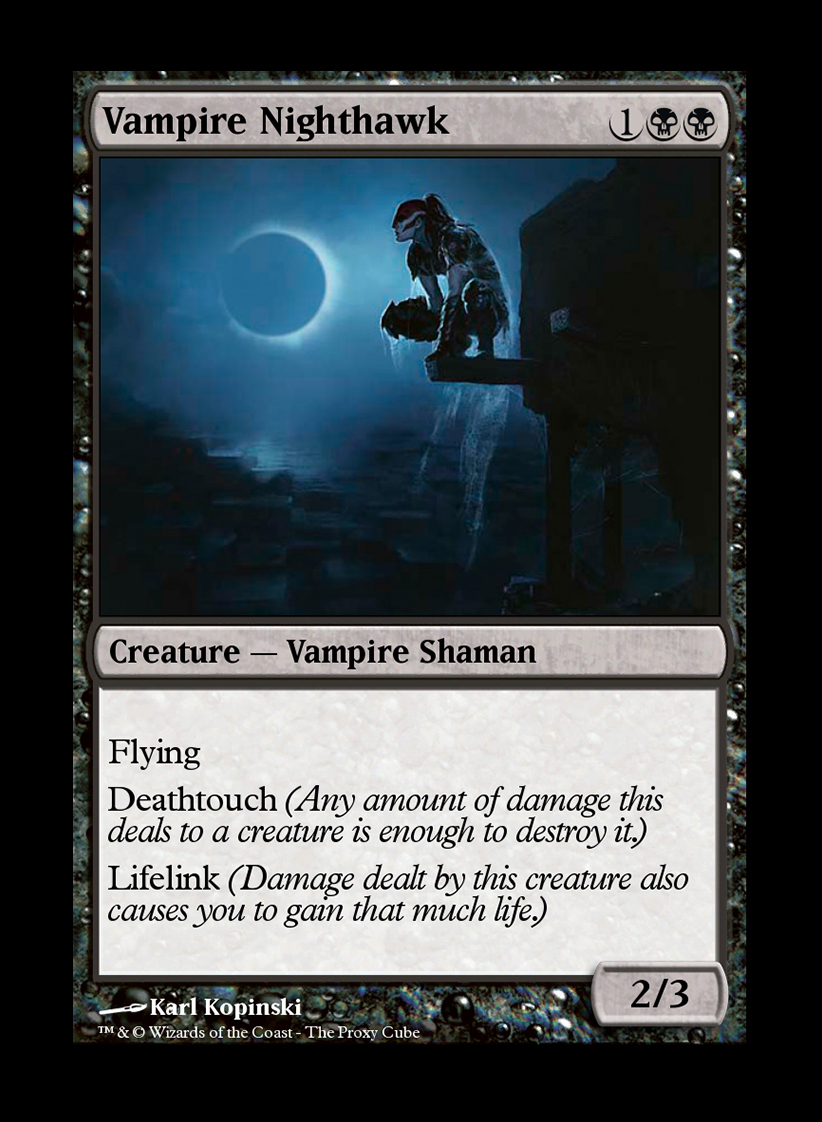 Vampire Nighthawk 1
Creature — Vampire Shaman
Flying
Deathtouch (Any amount of damage this
deals to a creature is enough to destroy it.)
Lifelink (Damage dealt by this creature also
causes you to gain that much life.)
2/3
Karl Kopinski
™ & © Wizards of the Coast - The Proxy Cube